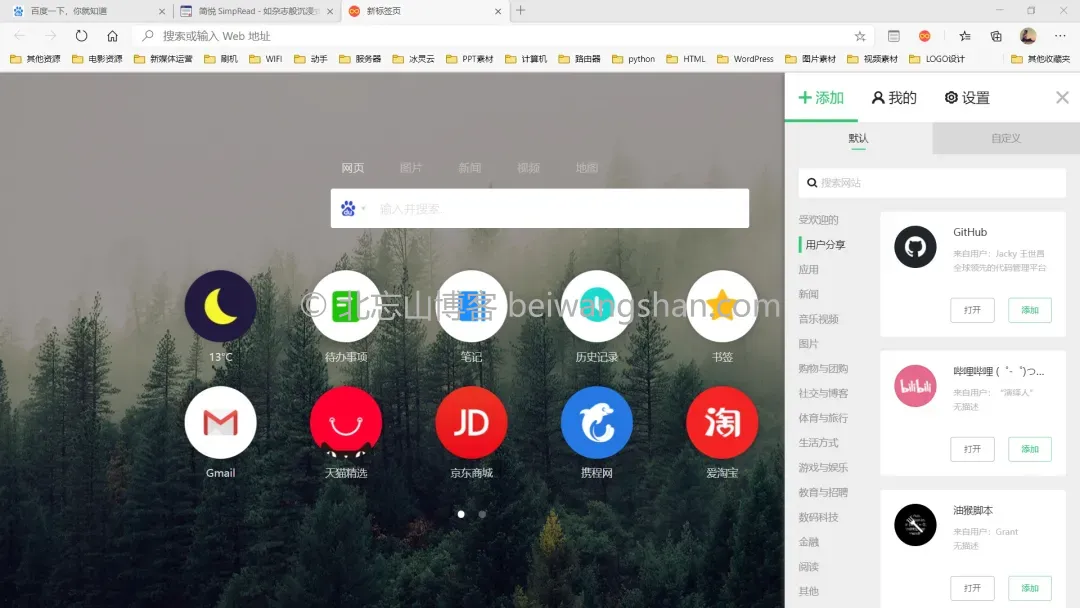 百度一下，你就知道
简悦 SimpRead - 如杂志般沉浸
新标签页
搜索或输入 Web 地址
其他资源 电影资源 新媒体运营 刷机 WIFI 动手 服务器 冰灵云 PPT素材 计算机 路由器 python HTML WordPress 图片素材 视频素材 LOGO设计 其他收藏夹
网页 图片 新闻 视频 地图
输入并搜索..
© 北忘山博客 beiwangshan.com
13°C 待办事项 笔记 历史记录 书签
JD 淘
Gmail 天猫精选 京东商城 携程网 爱淘宝
添加 我的 设置
默认 自定义
搜索网站
受欢迎的
用户分享
应用
新闻
音乐视频
图片
购物与团购
社交与博客
体育与旅行
生活方式
游戏与娱乐
教育与招聘
数码科技
金融
阅读
其他
GitHub
来自用户：Jacky 王世茜
全球领先的代码管理平台
打开 添加
bilibili
哔哩哔哩 (゜-゜)つ...
来自用户： “演绎人”
无描述
打开 添加
油猴脚本
来自用户：Grant
无描述
打开 添加